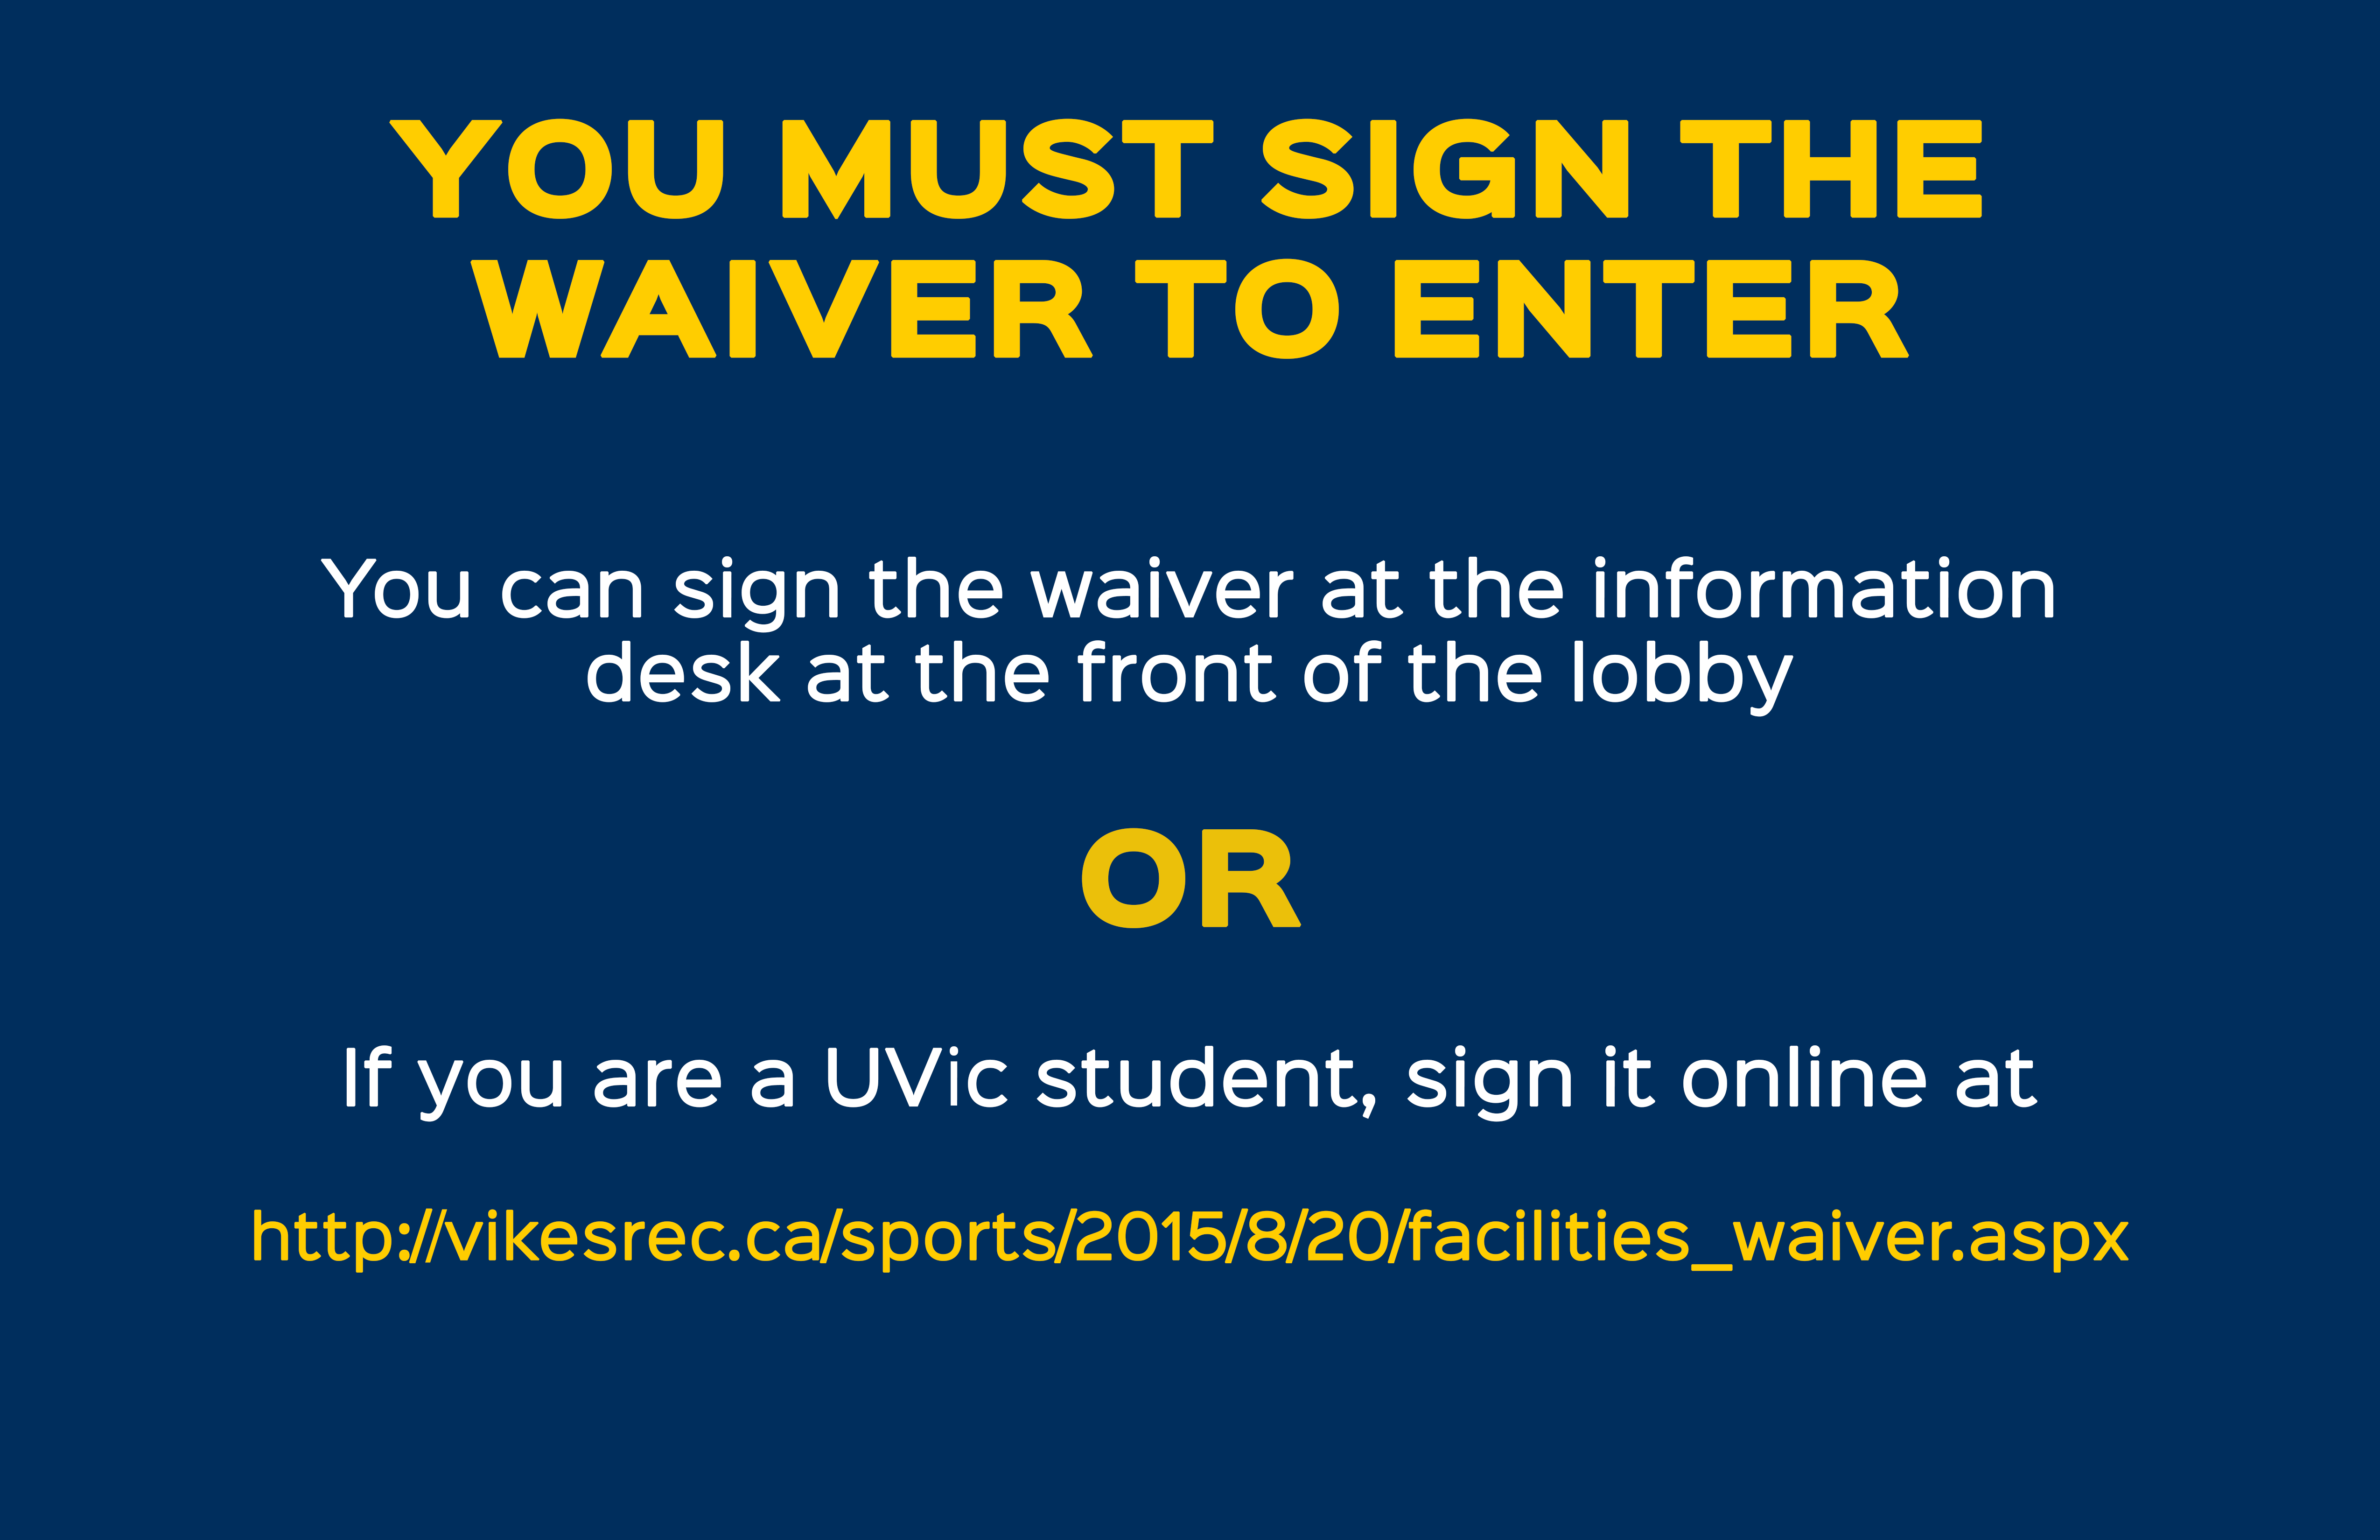 YOU MUST SIGN THE
WAIVER TO ENTER
You can sign the waiver at the information
desk at the front of the lobby
OR
If you are a UVic student, sign it online at
http://vikesrec.ca/sports/2015/8/20/facilities_waiver.aspx